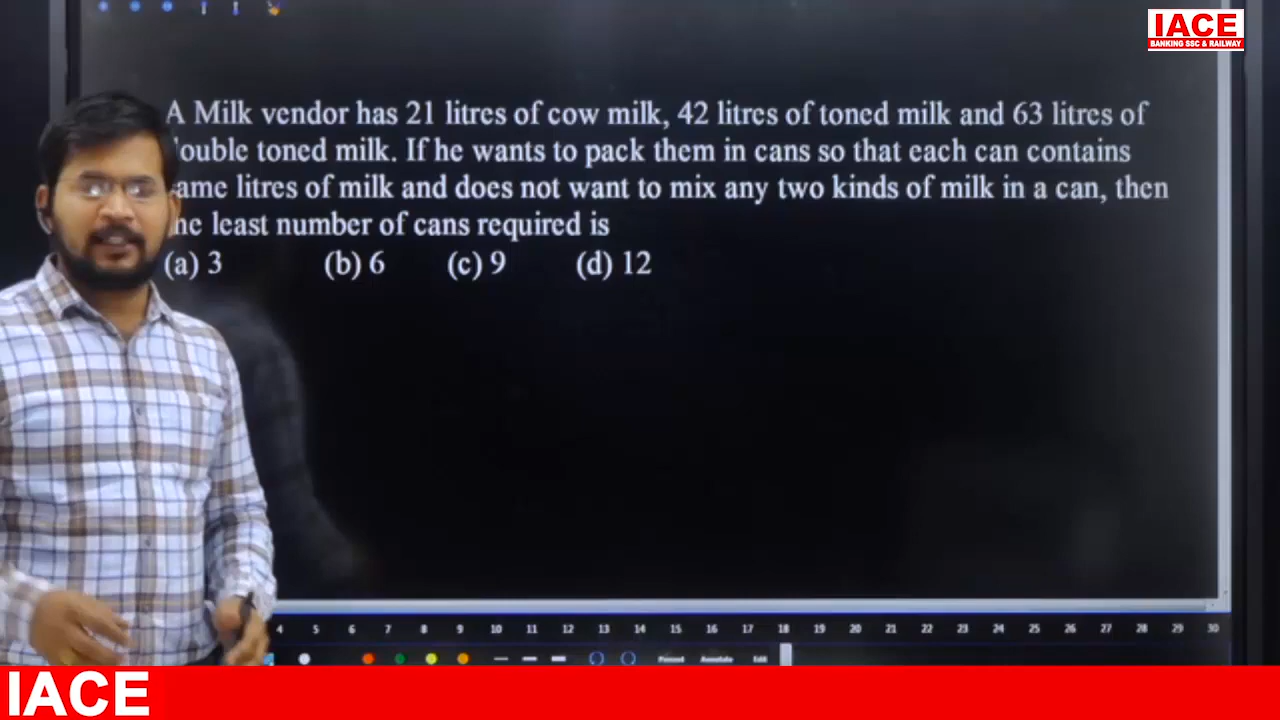 IACE
BANKING SSC & RAILWAY
A Milk vendor has 21 litres of cow milk, 42 litres of toned milk and 63 litres of
ouble toned milk. If he wants to pack them in cans so that each can contains
ame litres of milk and does not want to mix any two kinds of milk in a can, then
he least number of cans required is
(a) 3 (b) 6 (c) 9 (d) 12
4 5 6 7 8 9 10 11 12 13 14 15 16 17 18 19 20 21 22 23 24 25 26 27 28 29 30
Annotate Edit
IACE